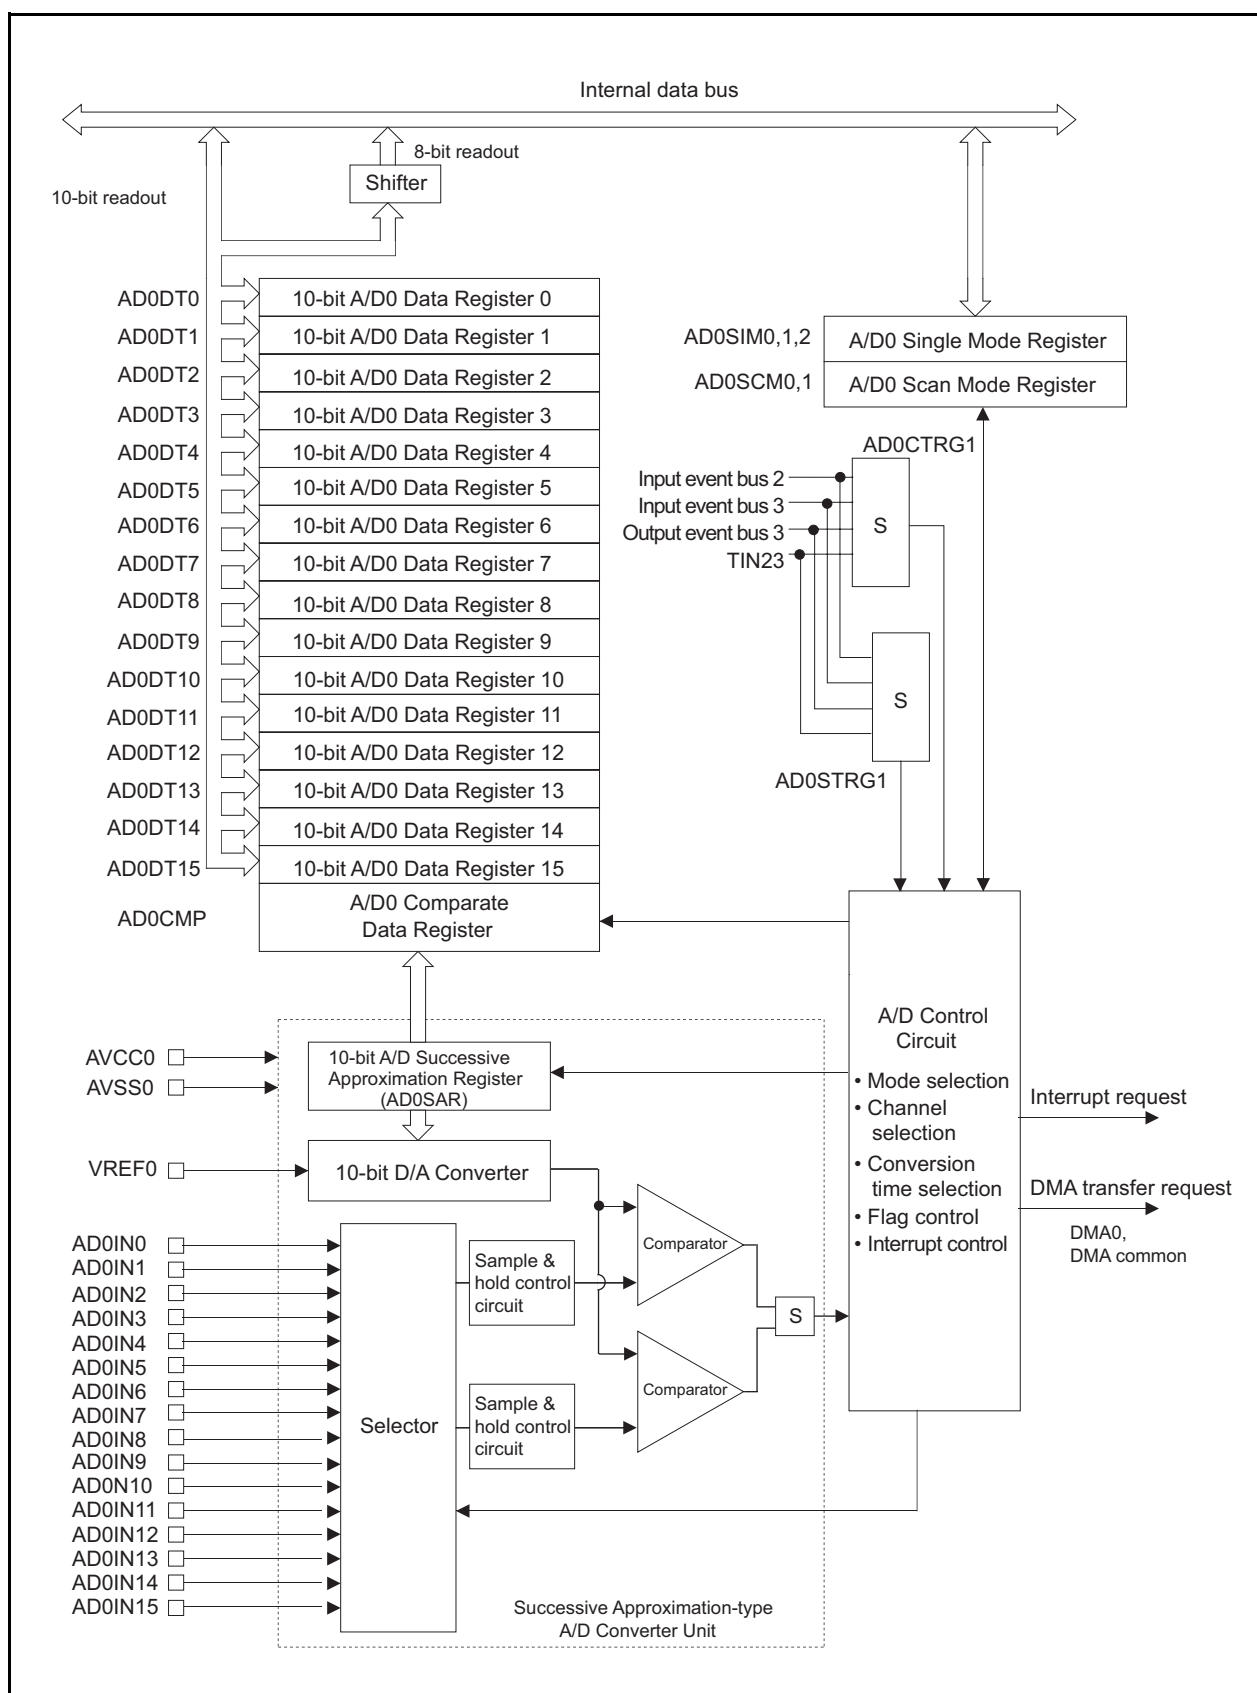 Internal data bus
8-bit readout
Shifter
10-bit readout
AD0DT0
10-bit A/D0 Data Register 0
AD0DT1
10-bit A/D0 Data Register 1
AD0DT2
10-bit A/D0 Data Register 2
AD0DT3
10-bit A/D0 Data Register 3
AD0DT4
10-bit A/D0 Data Register 4
AD0DT5
10-bit A/D0 Data Register 5
AD0DT6
10-bit A/D0 Data Register 6
AD0DT7
10-bit A/D0 Data Register 7
AD0DT8
10-bit A/D0 Data Register 8
AD0DT9
10-bit A/D0 Data Register 9
AD0DT10
10-bit A/D0 Data Register 10
AD0DT11
10-bit A/D0 Data Register 11
AD0DT12
10-bit A/D0 Data Register 12
AD0DT13
10-bit A/D0 Data Register 13
AD0DT14
10-bit A/D0 Data Register 14
AD0DT15
10-bit A/D0 Data Register 15
AD0CMP
A/D0 Comparate
Data Register
AD0SIM0,1,2
A/D0 Single Mode Register
AD0SCM0,1
A/D0 Scan Mode Register
AD0CTRG1
Input event bus 2
Input event bus 3
Output event bus 3
TIN23
S
S
AD0STRG1
A/D Control
Circuit
• Mode selection
• Channel
selection
• Conversion
time selection
• Flag control
• Interrupt control
Interrupt request
DMA transfer request
DMA0,
DMA common
AVCC0
AVSS0
10-bit A/D Successive
Approximation Register
(AD0SAR)
VREF0
10-bit D/A Converter
AD0IN0
AD0IN1
AD0IN2
AD0IN3
AD0IN4
AD0IN5
AD0IN6
AD0IN7
AD0IN8
AD0IN9
AD0N10
AD0IN11
AD0IN12
AD0IN13
AD0IN14
AD0IN15
Selector
Sample &
hold control
circuit
Comparator
S
Sample &
hold control
circuit
Comparator
Successive Approximation-type
A/D Converter Unit